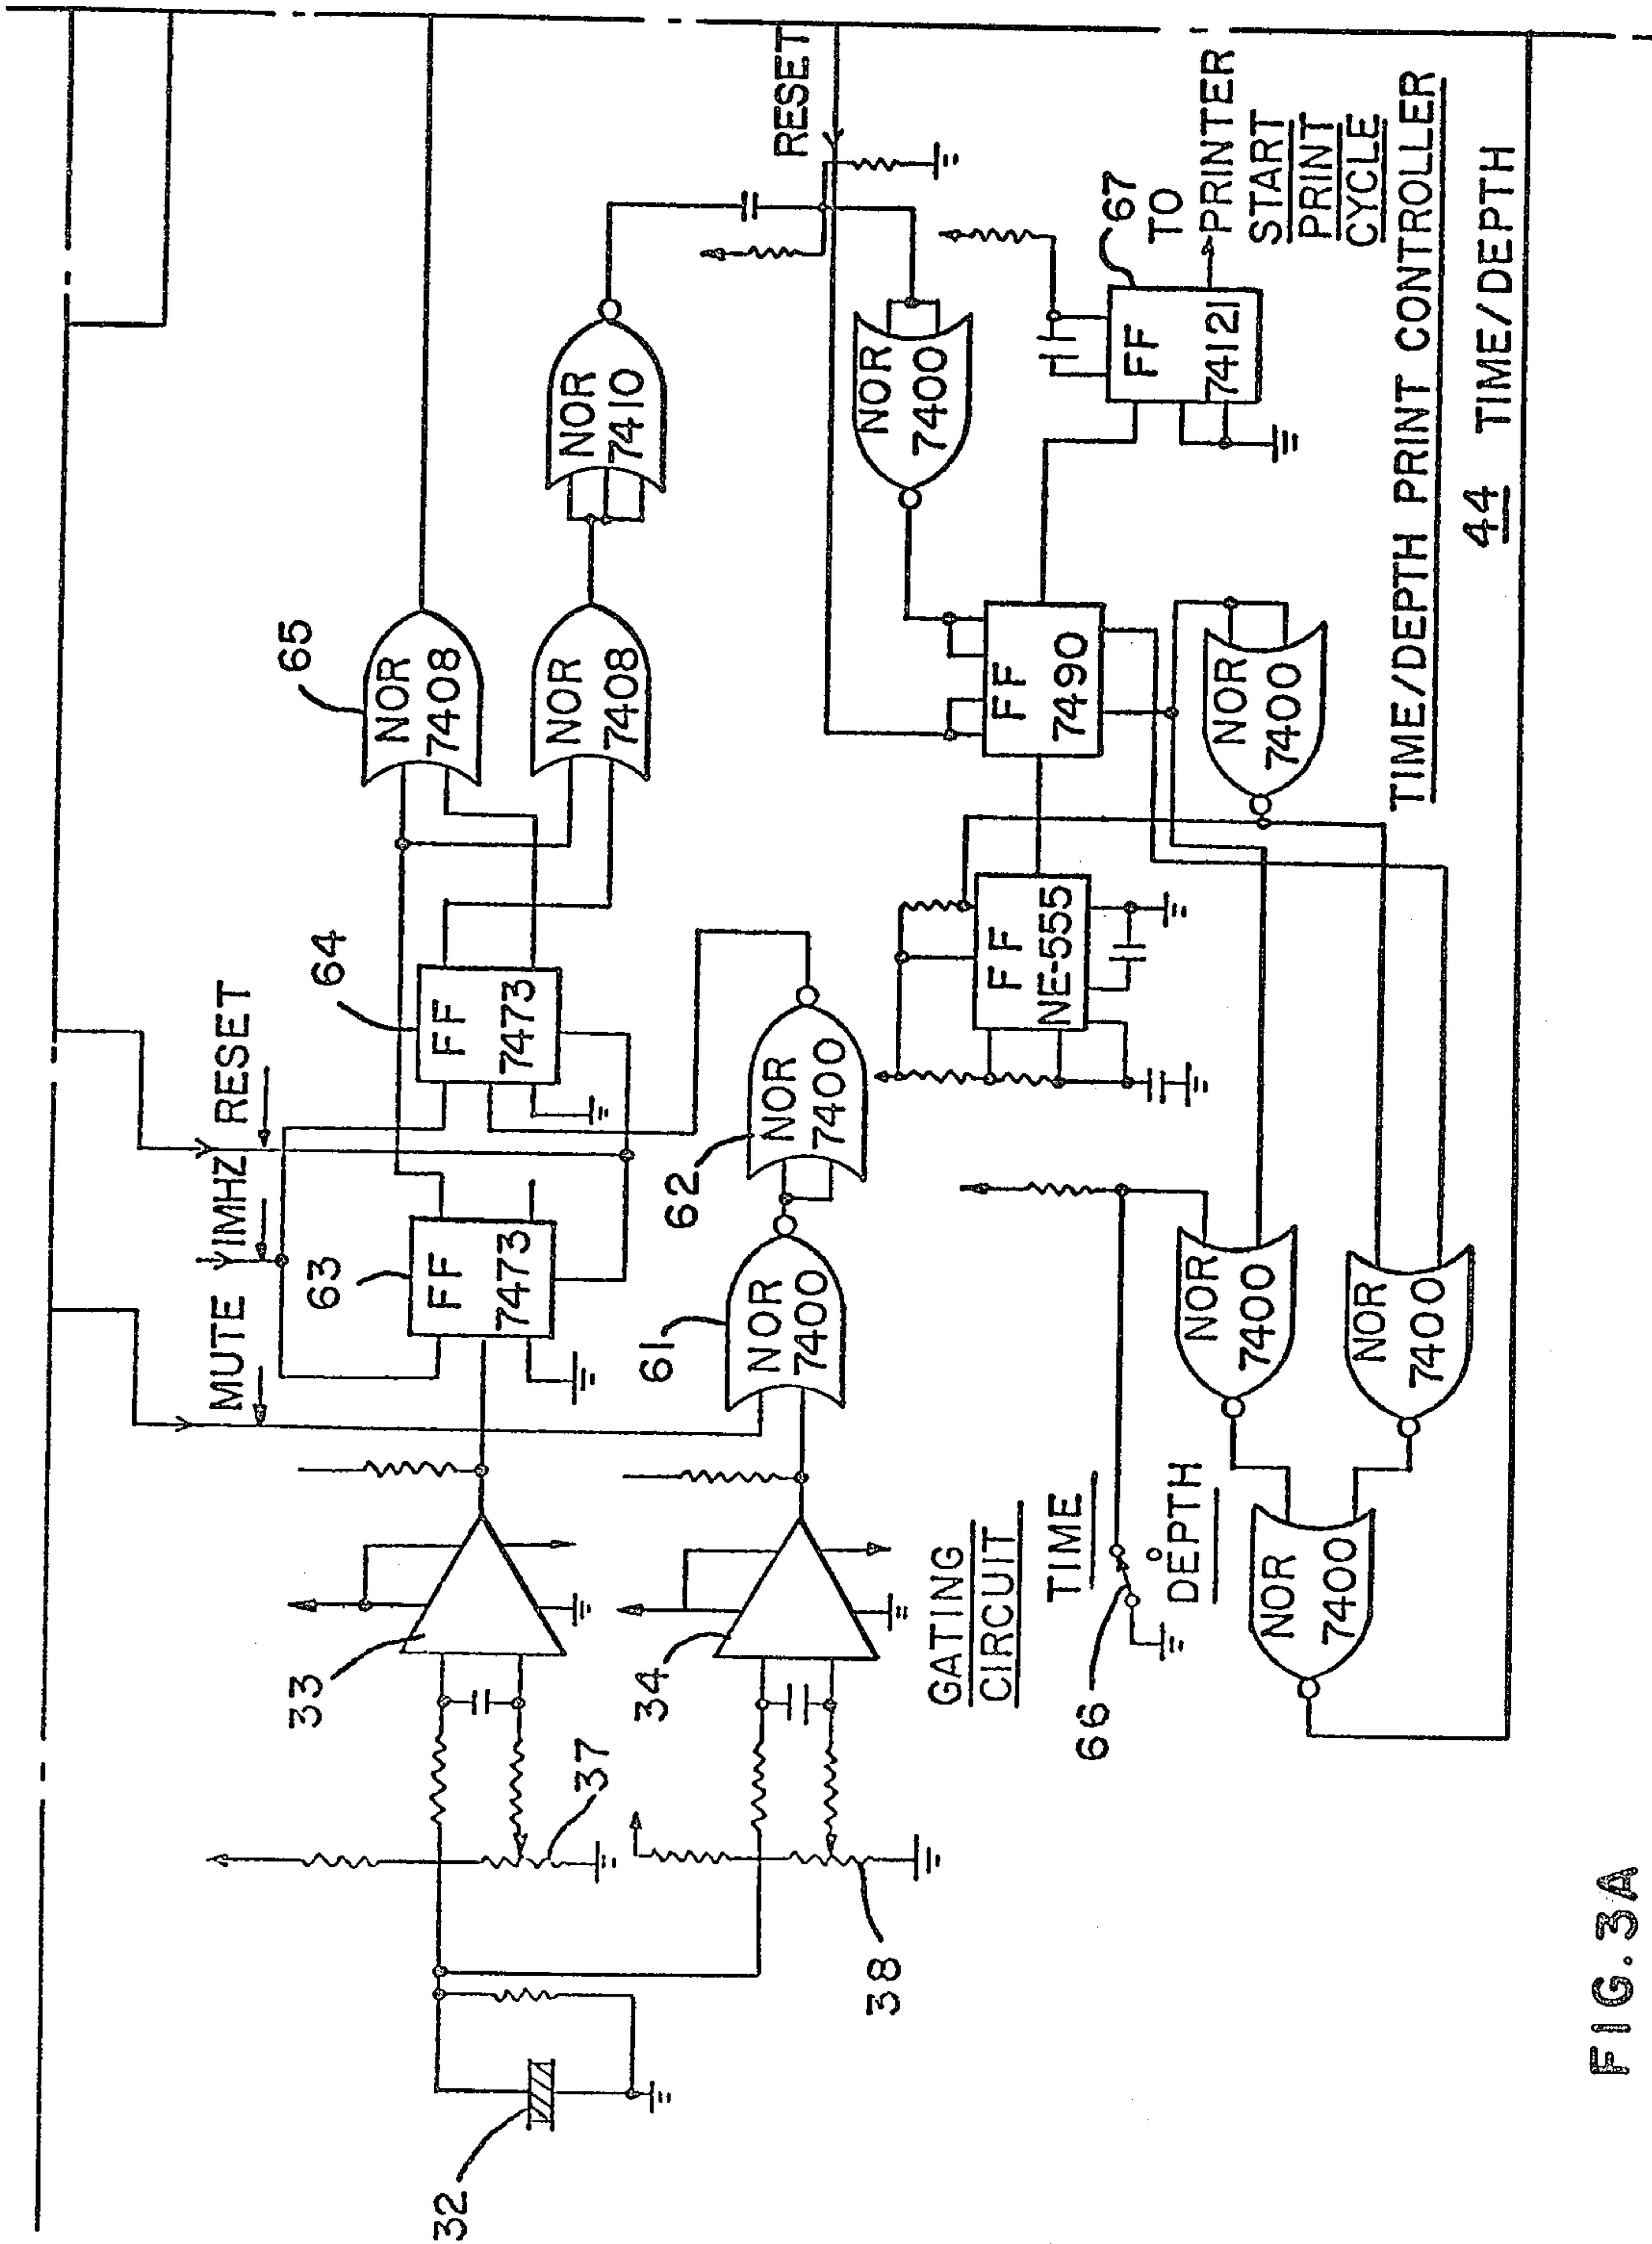 RESET
MUTE
1MHZ
RESET
65
NOR
7408
NOR
7408
NOR
7410
64
FF
7473
63
FF
7473
33
37
32
34
38
61
NOR
7400
62
NOR
7400
GATING
CIRCUIT
NOR
7400
67
TO
PRINTER
START
PRINT
CYCLE
FF
74121
FF
7490
FF
NE-555
NOR
7400
TIME
DEPTH
66
NOR
7400
NOR
7400
NOR
7400
TIME/DEPTH PRINT CONTROLLER
44 TIME/DEPTH
FIG.3A